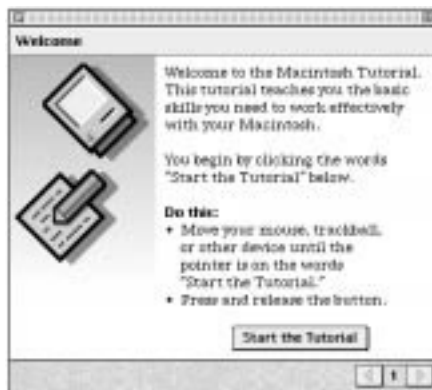 Welcome
Welcome to the Macintosh Tutorial.
This tutorial teaches you the basic
skills you need to work effectively
with your Macintosh.
You begin by clicking the words
"Start the Tutorial" below.
Do this:
• Move your mouse, trackball,
or other device until the
pointer is on the words
"Start the Tutorial."
• Press and release the button.
Start the Tutorial
1